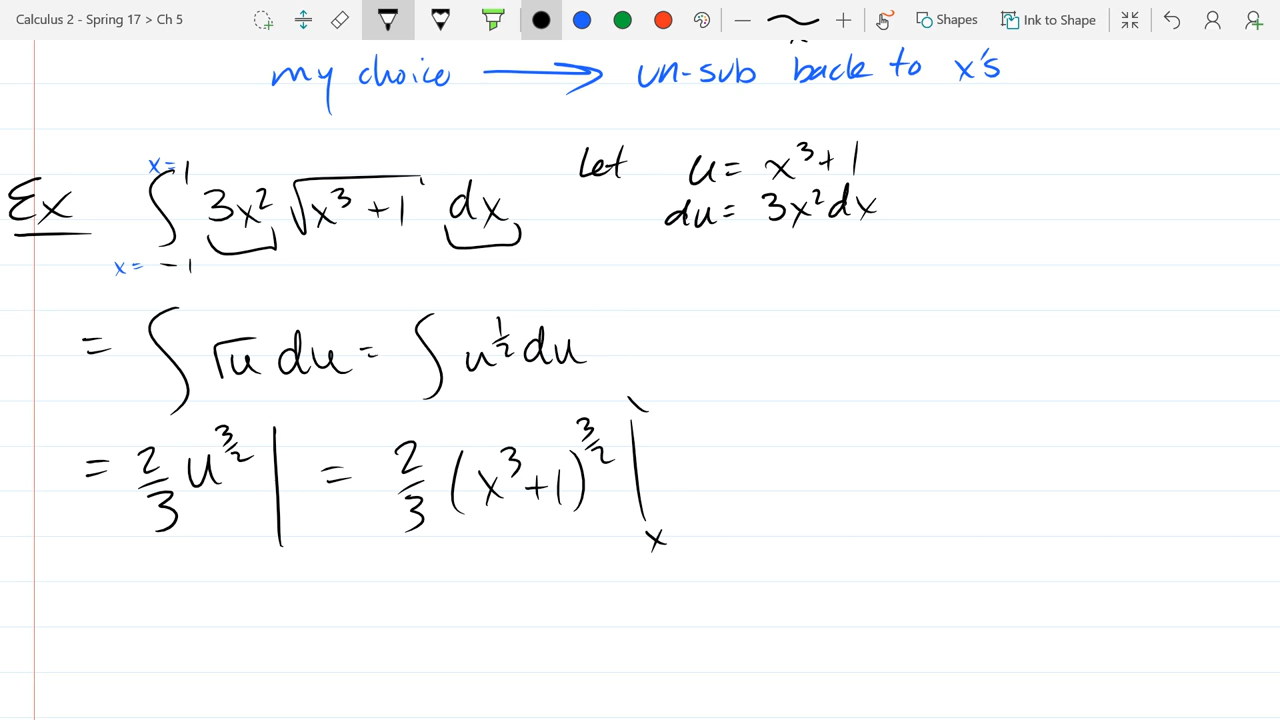 Calculus 2 - Spring 17 > Ch 5 Shapes Ink to Shape
my choice ⟶ un-sub back to x's
Ex ∫_{x=-1}^{x=1} 3x² √(x³+1) dx Let u = x³+1
du = 3x²dx
= ∫ √u du = ∫ u^{1/2} du
= 2/3 u^{3/2} | = 2/3 (x³+1)^{3/2} |_x